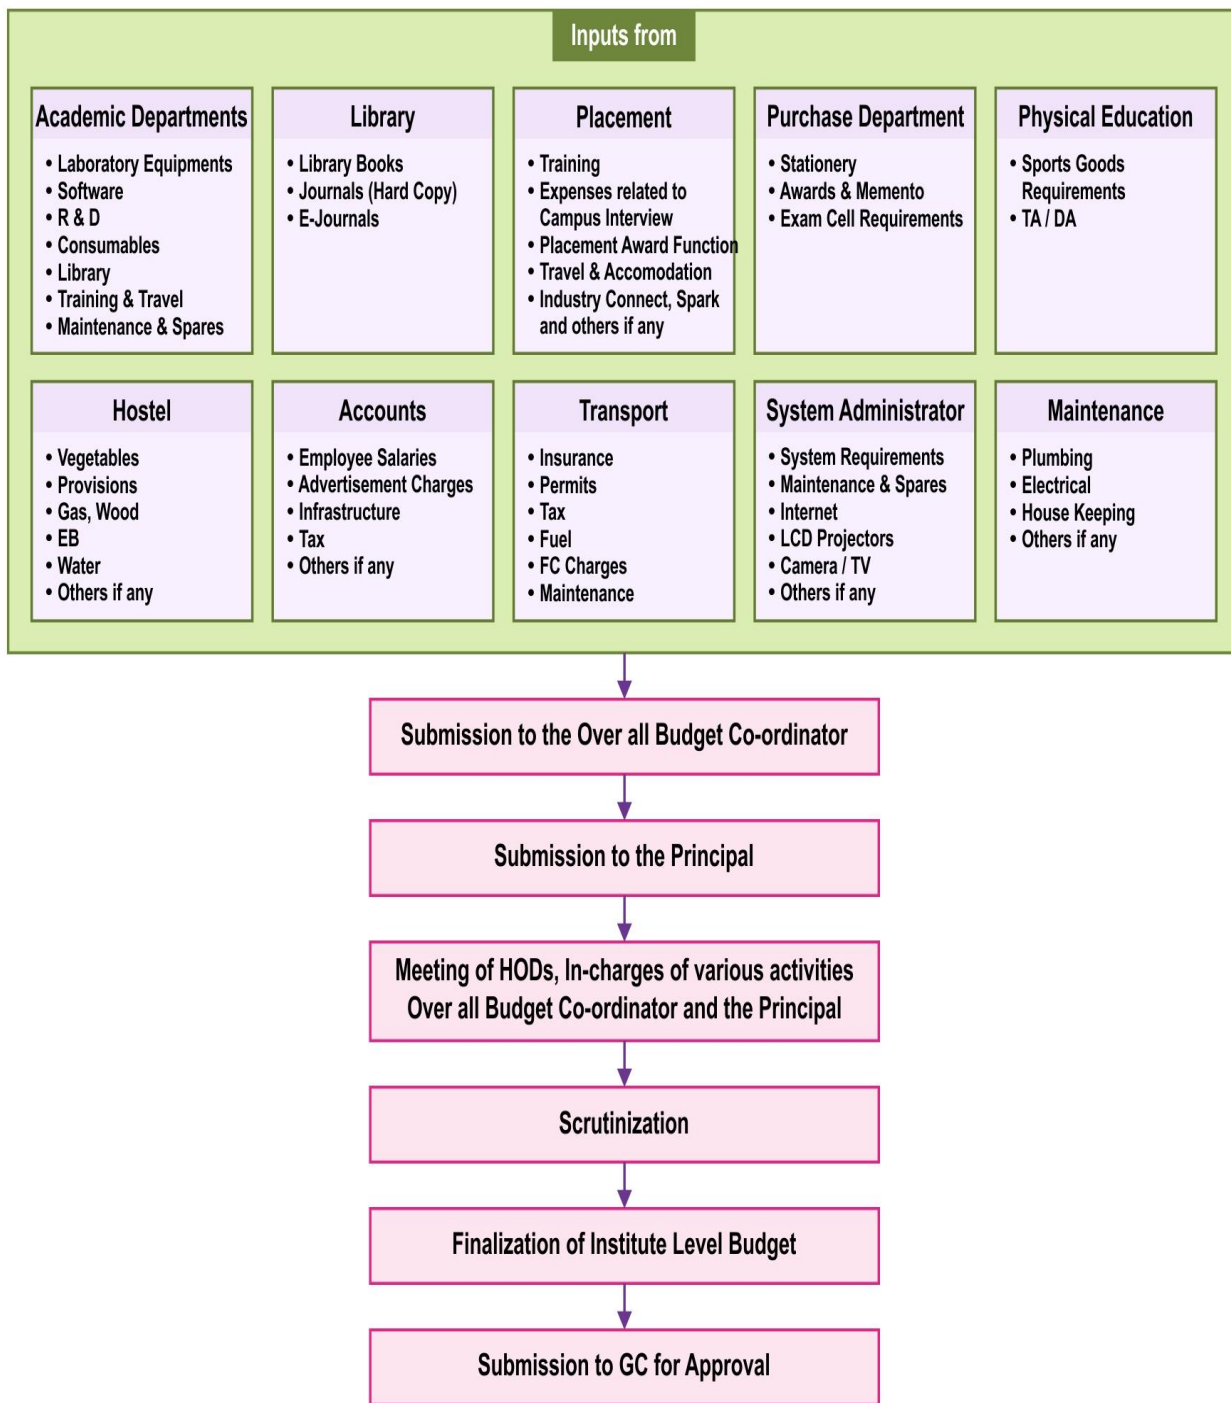 Inputs from
Academic Departments
• Laboratory Equipments
• Software
• R & D
• Consumables
• Library
• Training & Travel
• Maintenance & Spares
Library
• Library Books
• Journals (Hard Copy)
• E-Journals
Placement
• Training
• Expenses related to
Campus Interview
• Placement Award Function
• Travel & Accomodation
• Industry Connect, Spark
and others if any
Purchase Department
• Stationery
• Awards & Memento
• Exam Cell Requirements
Physical Education
• Sports Goods
Requirements
• TA / DA
Hostel
• Vegetables
• Provisions
• Gas, Wood
• EB
• Water
• Others if any
Accounts
• Employee Salaries
• Advertisement Charges
• Infrastructure
• Tax
• Others if any
Transport
• Insurance
• Permits
• Tax
• Fuel
• FC Charges
• Maintenance
System Administrator
• System Requirements
• Maintenance & Spares
• Internet
• LCD Projectors
• Camera / TV
• Others if any
Maintenance
• Plumbing
• Electrical
• House Keeping
• Others if any
Submission to the Over all Budget Co-ordinator
Submission to the Principal
Meeting of HODs, In-charges of various activities
Over all Budget Co-ordinator and the Principal
Scrutinization
Finalization of Institute Level Budget
Submission to GC for Approval